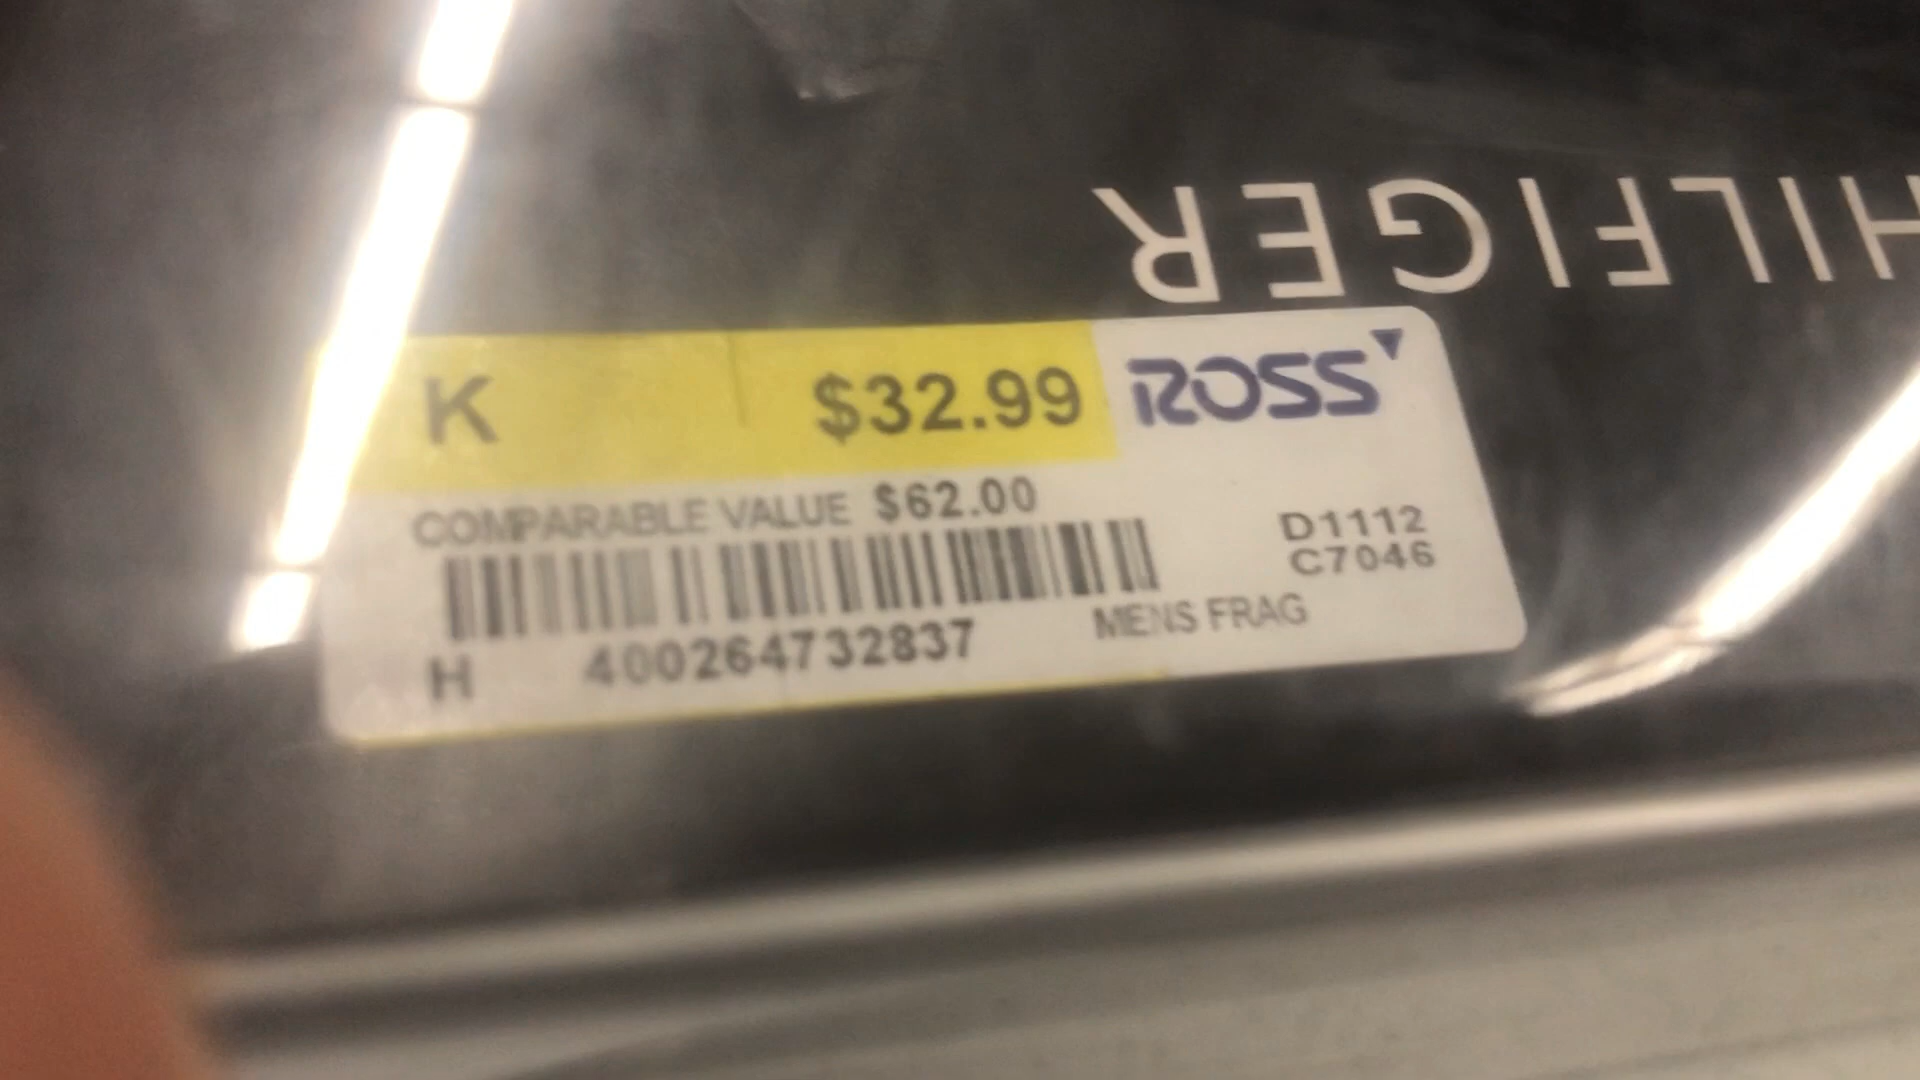 HILFIGER
K $32.99 ROSS
COMPARABLE VALUE $62.00
D1112
C7046
MENS FRAG
H 400264732837